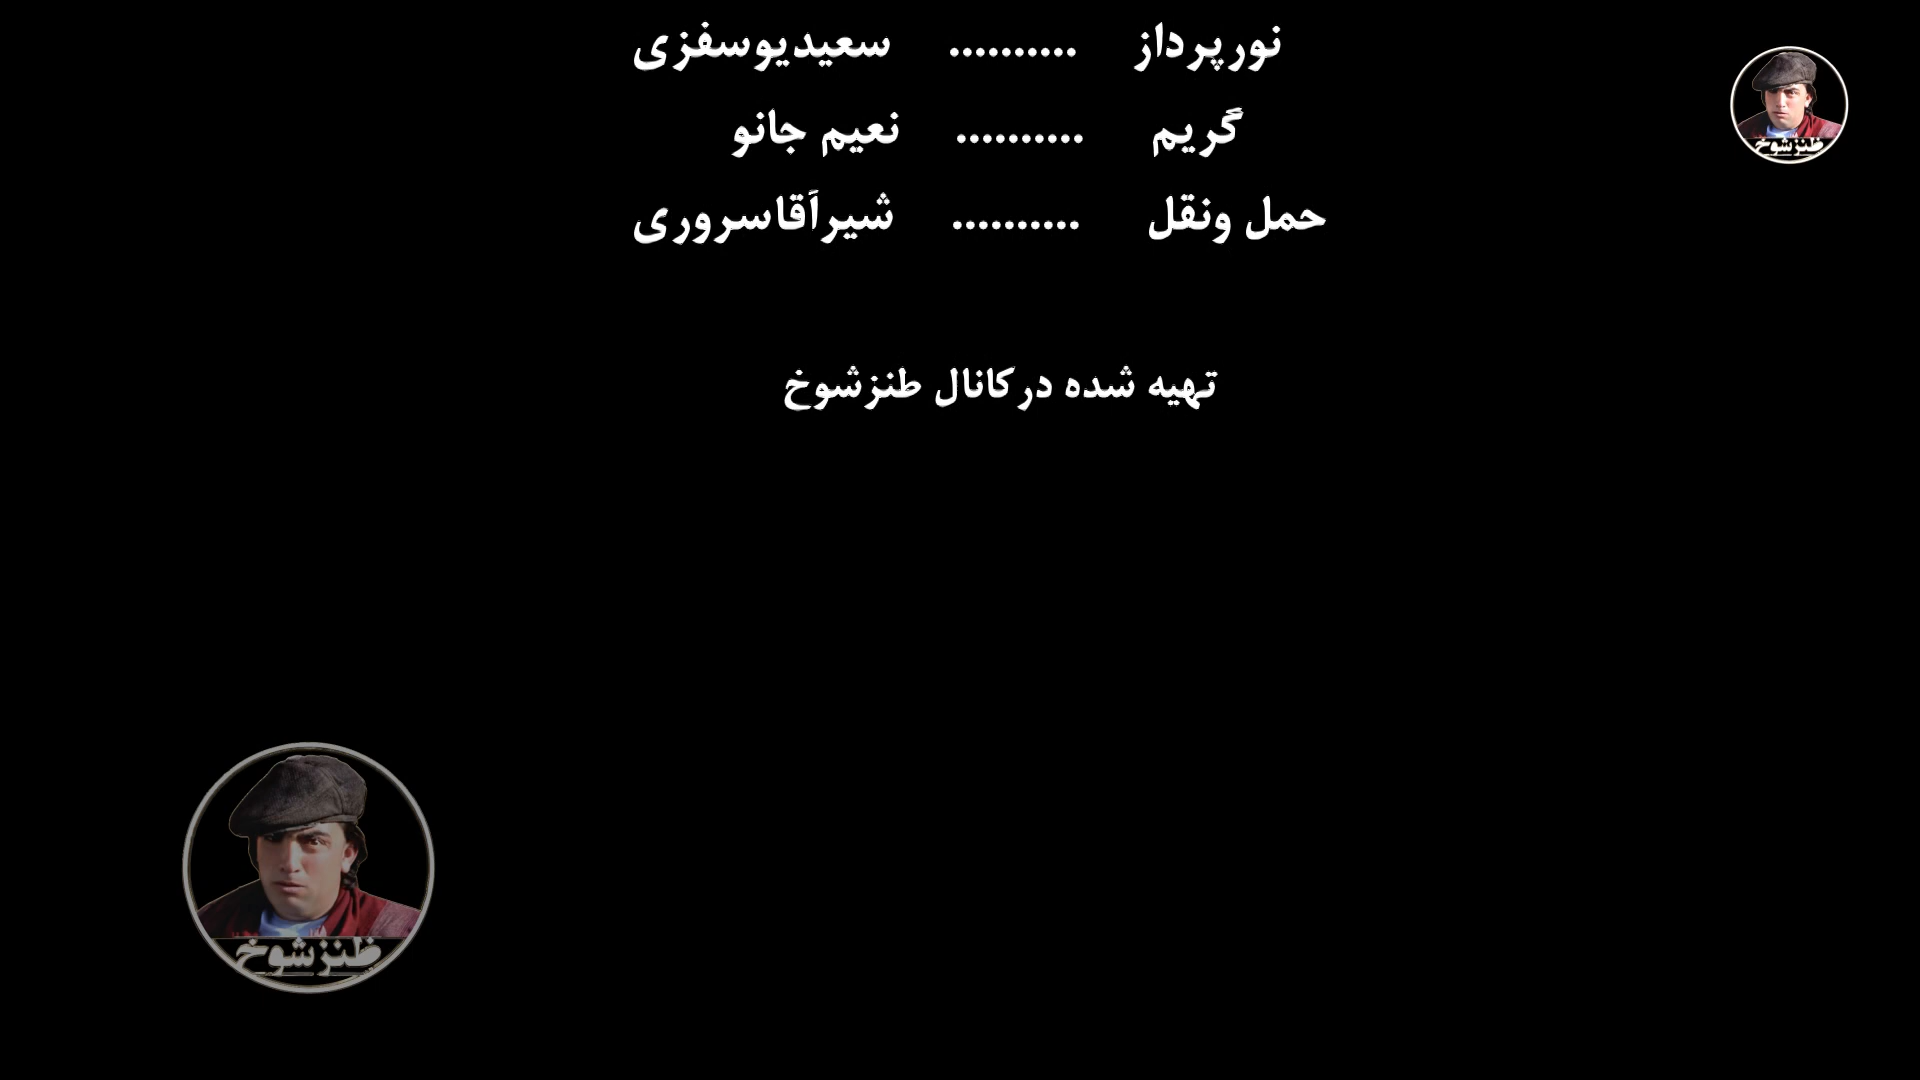 نورپرداز .......... سعیدیوسفزی
گریم .......... نعیم جانو
حمل ونقل .......... شیرآقاسروری
تهیه شده درکانال طنزشوخ
طنزشوخ
طنزشوخ